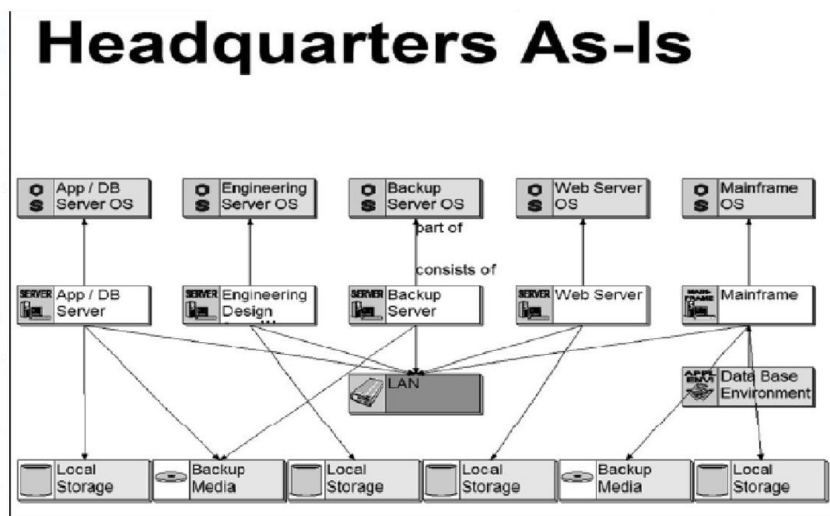 Headquarters As-Is
O S App / DB Server OS
O S Engineering Server OS
O S Backup Server OS
O S Web Server OS
O S Mainframe OS
part of
consists of
SERVER App / DB Server
SERVER Engineering Design
SERVER Backup Server
SERVER Web Server
MAIN-FRAME Mainframe
LAN
APPL ENVI Data Base Environment
Local Storage
Backup Media
Local Storage
Local Storage
Backup Media
Local Storage